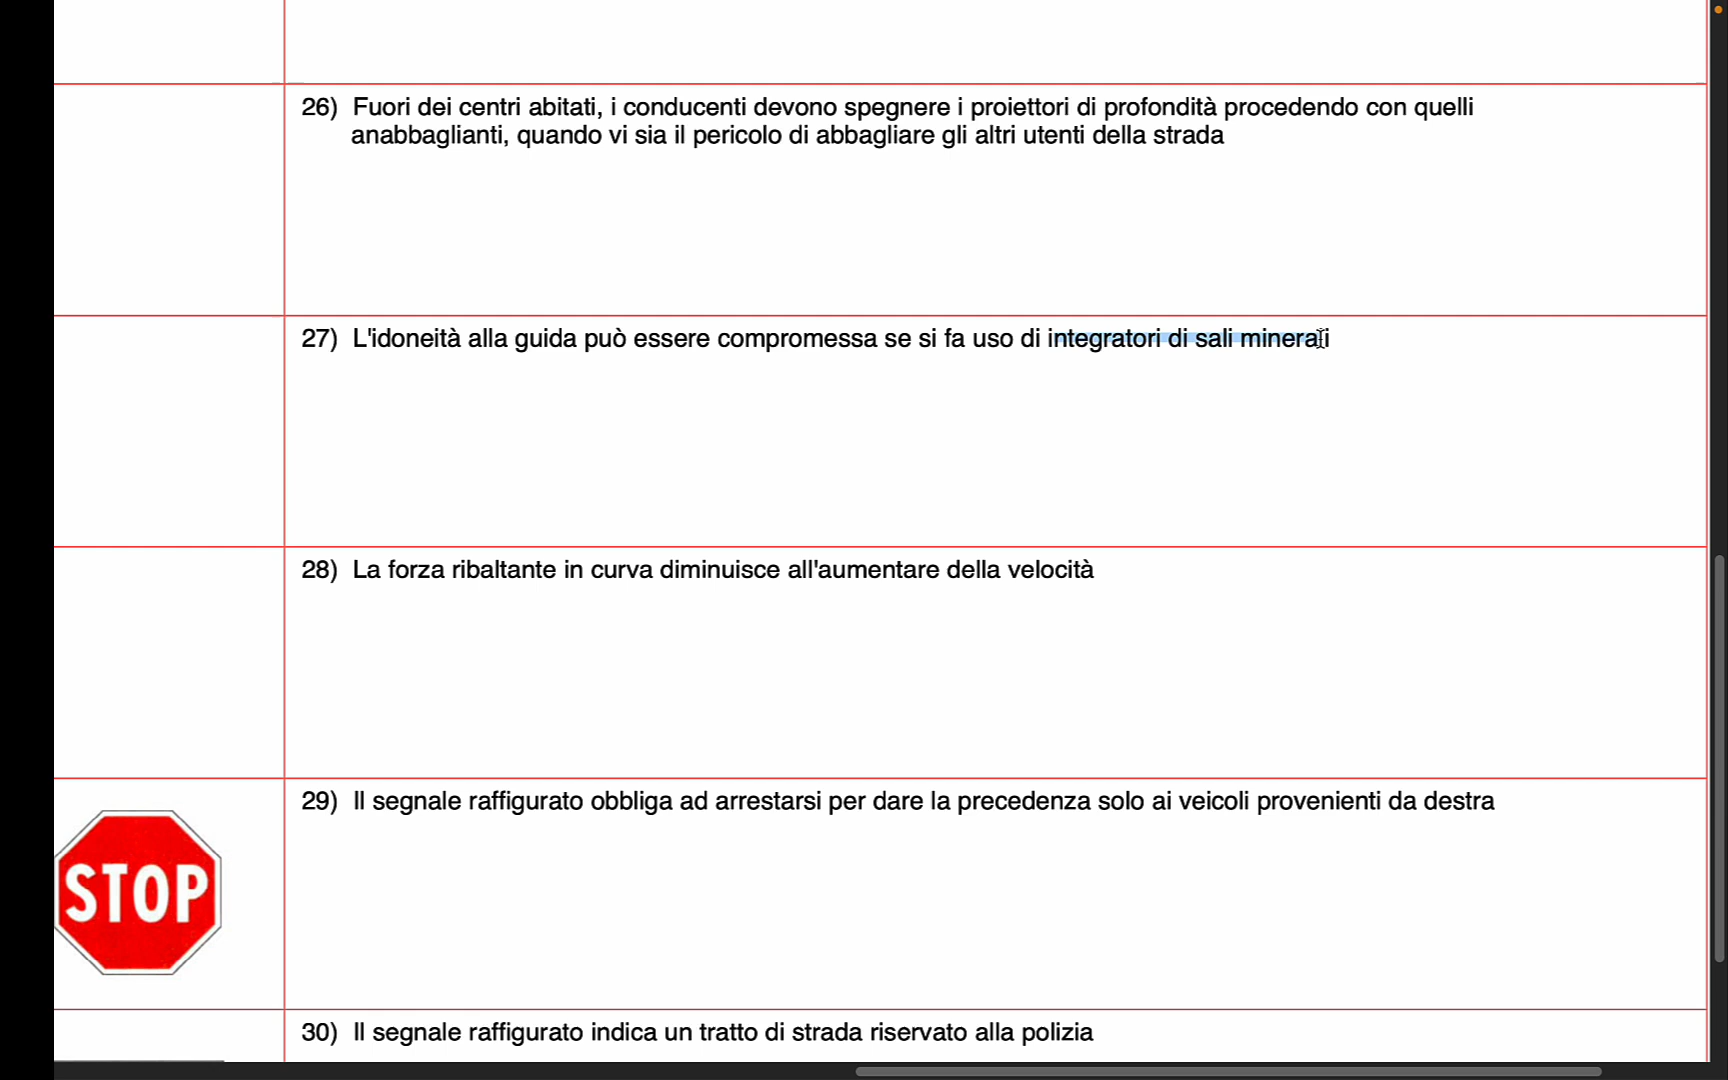 26) Fuori dei centri abitati, i conducenti devono spegnere i proiettori di profondità procedendo con quelli
anabbaglianti, quando vi sia il pericolo di abbagliare gli altri utenti della strada
27) L'idoneità alla guida può essere compromessa se si fa uso di integratori di sali minerali
28) La forza ribaltante in curva diminuisce all'aumentare della velocità
29) Il segnale raffigurato obbliga ad arrestarsi per dare la precedenza solo ai veicoli provenienti da destra
STOP
30) Il segnale raffigurato indica un tratto di strada riservato alla polizia